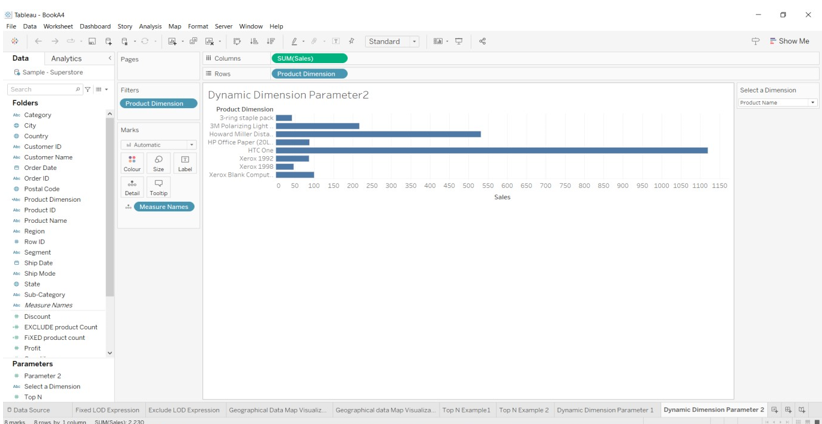 Tableau - BookA4
File Data Worksheet Dashboard Story Analysis Map Format Server Window Help
Standard
Show Me
Data Analytics
Sample - Superstore
Search
Folders
Category
City
Country
Customer ID
Customer Name
Order Date
Order ID
Postal Code
Product Dimension
Product ID
Product Name
Region
Row ID
Segment
Ship Date
Ship Mode
State
Sub-Category
Measure Names
Discount
EXCLUDE product Count
FiXED product count
Profit
Parameters
Parameter 2
Select a Dimension
Top N
Pages
Filters
Product Dimension
Marks
Automatic
Colour Size Label
Detail Tooltip
Measure Names
Columns SUM(Sales)
Rows Product Dimension
Dynamic Dimension Parameter2
Product Dimension
3-ring staple pack
3M Polarizing Light..
Howard Miller Dista..
HP Office Paper (20L..
HTC One
Xerox 1992
Xerox 1998
Xerox Blank Comput..
0 50 100 150 200 250 300 350 400 450 500 550 600 650 700 750 800 850 900 950 1000 1050 1100 1150
Sales
Select a Dimension
Product Name
Data Source Fixed LOD Expression Exclude LOD Expression Geographical Data Map Visualiz... Geographical data Map Visualiza... Top N Example1 Top N Example 2 Dynamic Dimension Parameter 1 Dynamic Dimension Parameter 2
8 marks 8 rows by 1 column SUM(Sales): 2,230